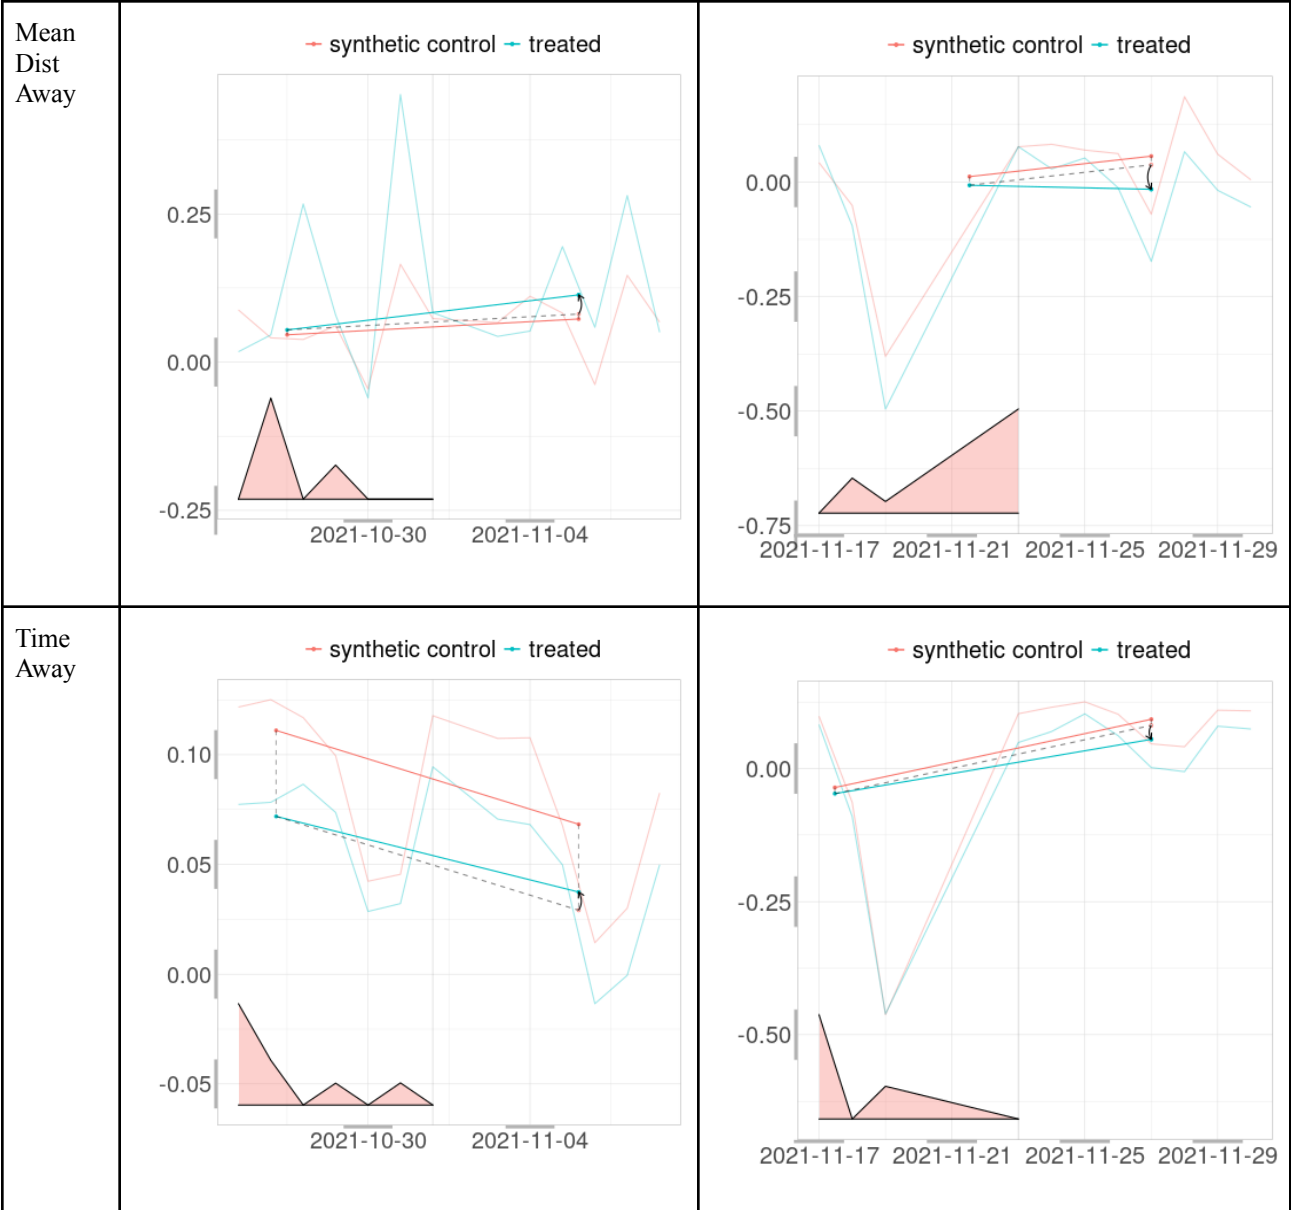 Mean
Dist
Away
synthetic control treated
0.25
0.00
-0.25
2021-10-30 2021-11-04
synthetic control treated
0.00
-0.25
-0.50
-0.75
2021-11-17 2021-11-21 2021-11-25 2021-11-29
Time
Away
synthetic control treated
0.10
0.05
0.00
-0.05
2021-10-30 2021-11-04
synthetic control treated
0.00
-0.25
-0.50
2021-11-17 2021-11-21 2021-11-25 2021-11-29